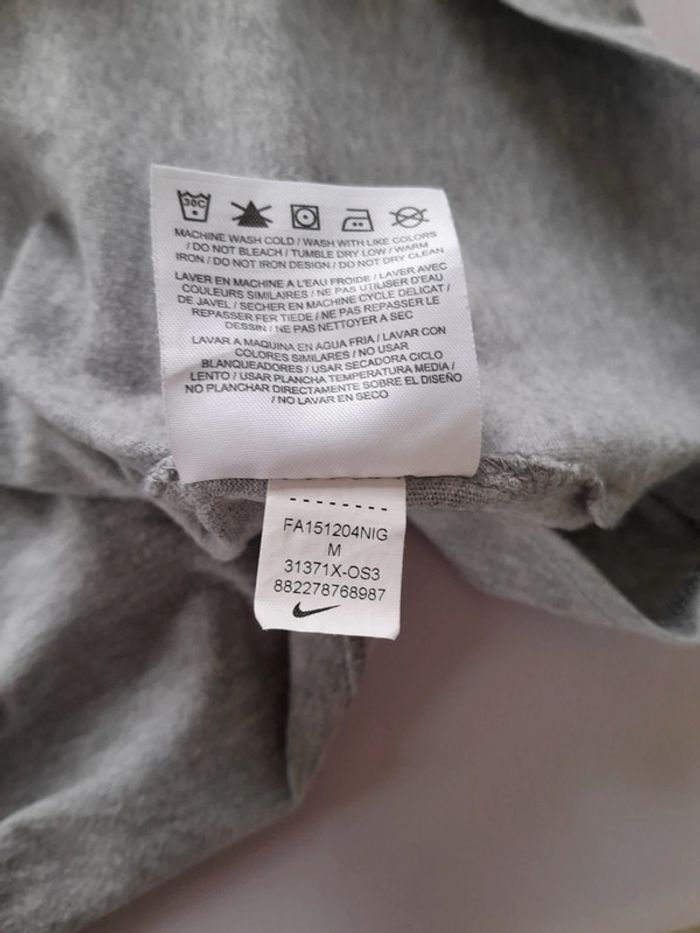 30C
MACHINE WASH COLD / WASH WITH LIKE COLORS
/ DO NOT BLEACH / TUMBLE DRY LOW / WARM
IRON / DO NOT IRON DESIGN / DO NOT DRY CLEAN
LAVER EN MACHINE A L'EAU FROIDE / LAVER AVEC
COULEURS SIMILAIRES / NE PAS UTILISER D'EAU
DE JAVEL / SECHER EN MACHINE CYCLE DELICAT /
REPASSER FER TIEDE / NE PAS REPASSER LE
DESSIN / NE PAS NETTOYER A SEC
LAVAR A MAQUINA EN AGUA FRIA / LAVAR CON
COLORES SIMILARES / NO USAR
BLANQUEADORES / USAR SECADORA CICLO
LENTO / USAR PLANCHA TEMPERATURA MEDIA /
NO PLANCHAR DIRECTAMENTE SOBRE EL DISEÑO
/ NO LAVAR EN SECO
FA151204NIG
M
31371X-OS3
882278768987